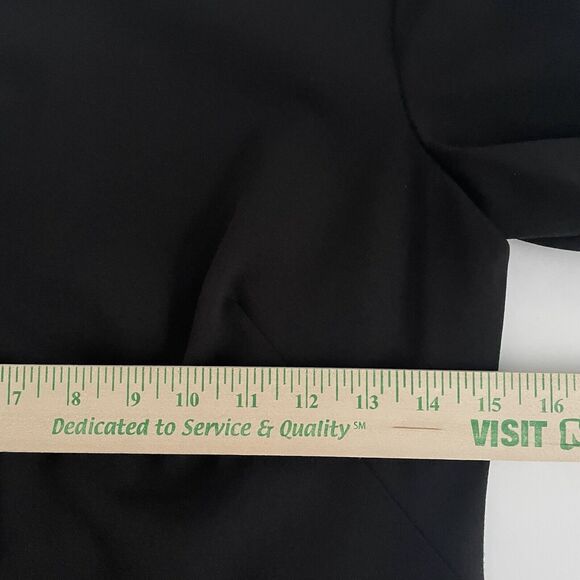 7 8 9 10 11 12 13 14 15 16
Dedicated to Service & Quality℠
VISIT